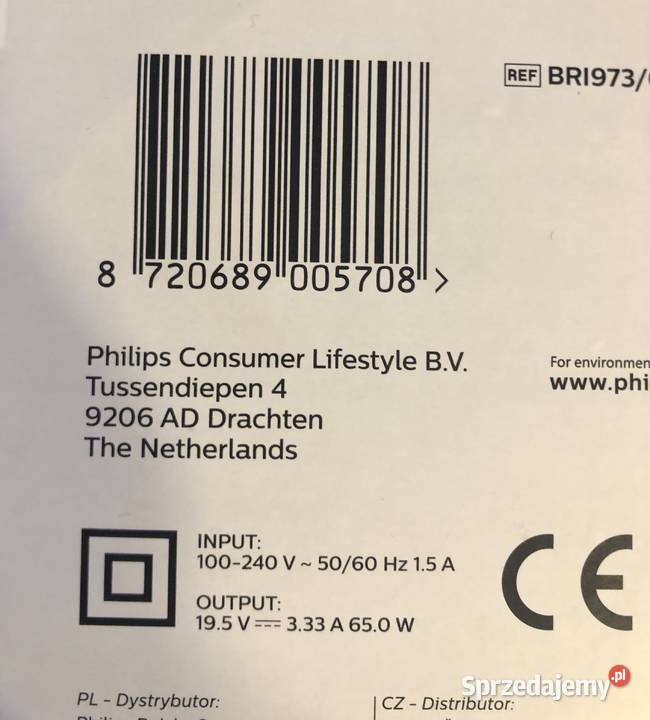 REF BRI973/
8 720689 005708 >
Philips Consumer Lifestyle B.V.
Tussendiepen 4
9206 AD Drachten
The Netherlands
For environmen
www.phi
INPUT:
100-240 V ~ 50/60 Hz 1.5 A
OUTPUT:
19.5 V ⎓ 3.33 A 65.0 W
CE
PL - Dystrybutor:
CZ - Distributor:
Sprzedajemy.pl